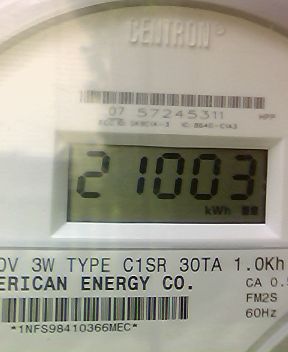 CENTRON®
07 57245311 HPP
21003
kWh
0V 3W TYPE C1SR 30TA 1.0Kh
ERICAN ENERGY CO. CA 0.5
FM2S
*1NFS98410366MEC* 60Hz